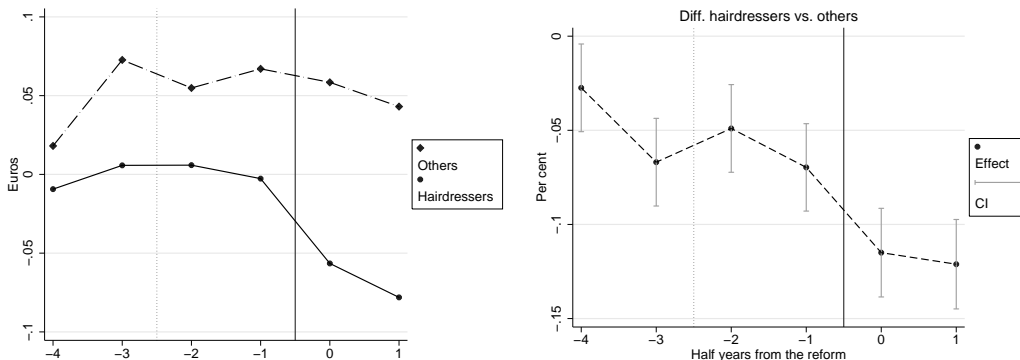 .1
.05
0
-.05
-.1
Euros
-4
-3
-2
-1
0
1
Others
Hairdressers
Diff. hairdressers vs. others
0
-.05
-.1
-.15
Per cent
-4
-3
-2
-1
0
1
Half years from the reform
Effect
CI